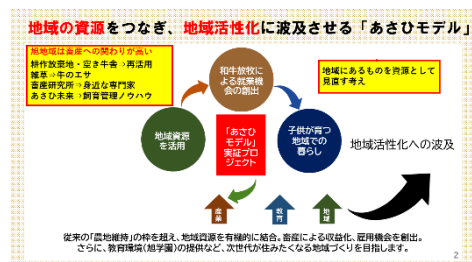 地域の資源をつなぎ、地域活性化に波及させる「あさひモデル」
旭地域は畜産への関わりが高い
耕作放棄地・空き牛舎⇒再活用
雑草⇒牛のエサ
畜産研究所⇒身近な専門家
あさひ未来⇒飼育管理ノウハウ
和牛放牧に
よる就業機
会の創出
地域にあるものを資源として
見直す考え
地域資源
を活用
「あさひ
モデル」
実証プロ
ジェクト
子供が育つ
地域での
暮らし
地域活性化への波及
産業
教育
地域
従来の「農地維持」の枠を超え、地域資源を有機的に結合。畜産による収益化、雇用機会を創出。
さらに、教育環境(旭学園)の提供など、次世代が住みたくなる地域づくりを目指します。
2